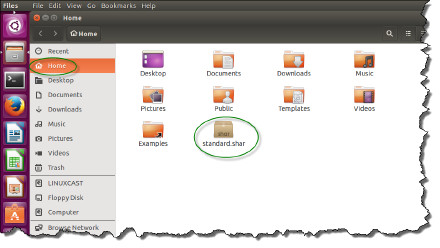 Files File Edit View Go Bookmarks Help
Home
Home
Recent
Home
Desktop
Documents
Downloads
Music
Pictures
Videos
Trash
LINUXCAST
Floppy Disk
Computer
Browse Network
Desktop Documents Downloads Music
Pictures Public Templates Videos
Examples standard.shar